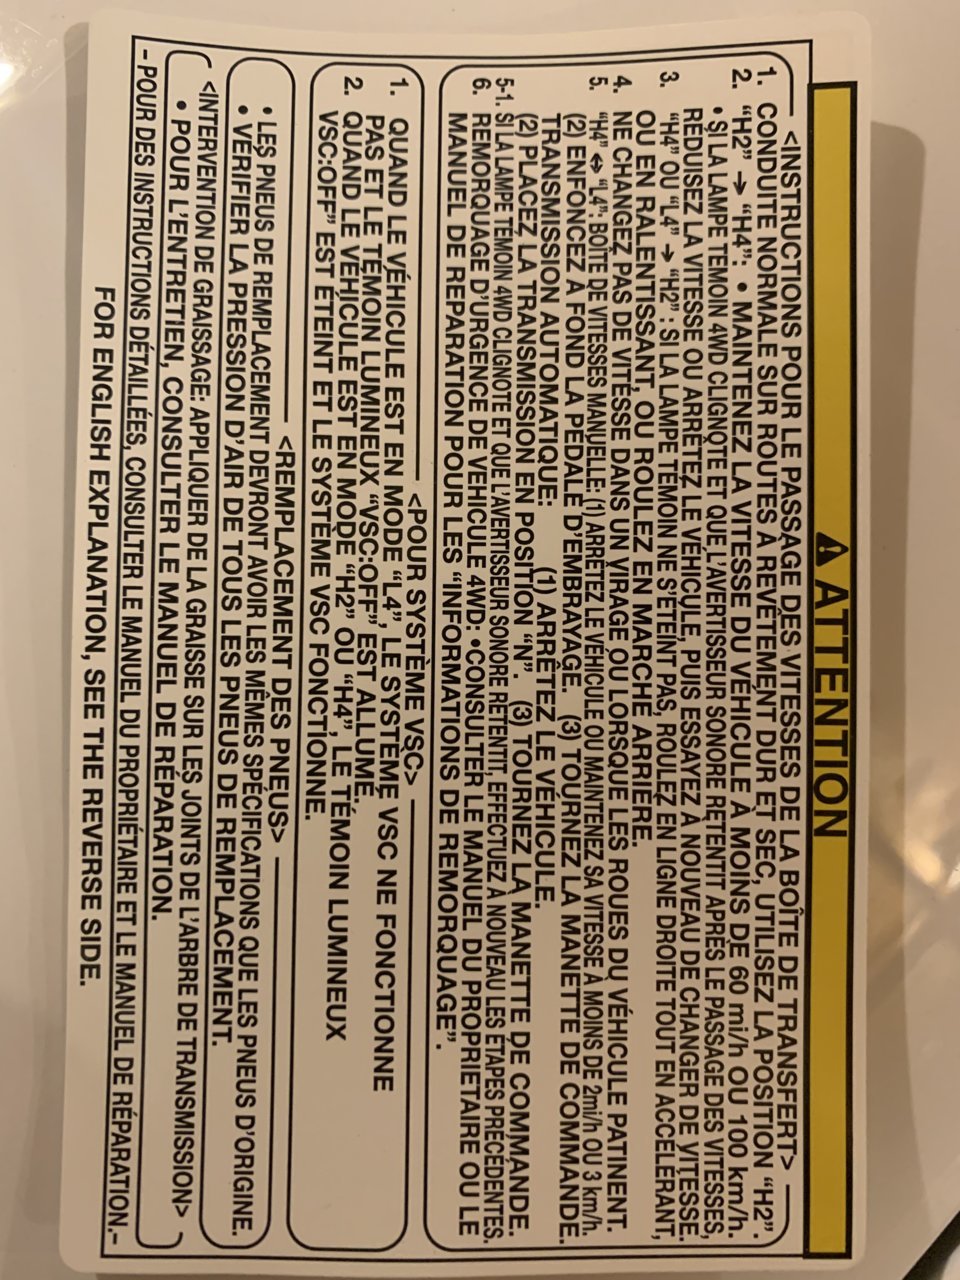 ⚠ ATTENTION
<INSTRUCTIONS POUR LE PASSAGE DES VITESSES DE LA BOÎTE DE TRANSFERT>
1. CONDUITE NORMALE SUR ROUTES À REVÊTEMENT DUR ET SEC, UTILISEZ LA POSITION “H2”.
2. “H2” ➔ “H4”: • MAINTENEZ LA VITESSE DU VÉHICULE À MOINS DE 60 mi/h OU 100 km/h.
• SI LA LAMPE TEMOIN 4WD CLIGNOTE ET QUE L'AVERTISSEUR SONORE RETENTIT APRÈS LE PASSAGE DES VITESSES,
RÉDUISEZ LA VITESSE OU ARRÊTEZ LE VÉHICULE, PUIS ESSAYEZ À NOUVEAU DE CHANGER DE VITESSE.
3. “H4” OU “L4” ➔ “H2” : SI LA LAMPE TÉMOIN NE S'ÉTEINT PAS, ROULEZ EN LIGNE DROITE TOUT EN ACCÉLÉRANT,
OU EN RALENTISSANT, OU ROULEZ EN MARCHE ARRIÈRE.
4. NE CHANGEZ PAS DE VITESSE DANS UN VIRAGE OU LORSQUE LES ROUES DU VÉHICULE PATINENT.
5. “H4” ⇔ “L4”: BOÎTE DE VITESSES MANUELLE: (1) ARRÊTEZ LE VÉHICULE OU MAINTENEZ SA VITESSE À MOINS DE 2mi/h OU 3 km/h.
(2) ENFONCEZ À FOND LA PÉDALE D'EMBRAYAGE. (3) TOURNEZ LA MANETTE DE COMMANDE.
TRANSMISSION AUTOMATIQUE: (1) ARRÊTEZ LE VÉHICULE.
(2) PLACEZ LA TRANSMISSION EN POSITION “N”. (3) TOURNEZ LA MANETTE DE COMMANDE.
5-1. SI LA LAMPE TEMOIN 4WD CLIGNOTE ET QUE L'AVERTISSEUR SONORE RETENTIT, EFFECTUEZ À NOUVEAU LES ETAPES PRECÉDENTES.
6. REMORQUAGE D'URGENCE DE VEHICULE 4WD: •CONSULTER LE MANUEL DU PROPRIETAIRE OU LE
MANUEL DE REPARATION POUR LES “INFORMATIONS DE REMORQUAGE”.
<POUR SYSTÈME VSC>
1. QUAND LE VÉHICULE EST EN MODE “L4”, LE SYSTÈME VSC NE FONCTIONNE
PAS ET LE TÉMOIN LUMINEUX “VSC:OFF” EST ALLUMÉ.
2. QUAND LE VÉHICULE EST EN MODE “H2” OU “H4”, LE TÉMOIN LUMINEUX
VSC:OFF” EST ÉTEINT ET LE SYSTÈME VSC FONCTIONNE.
<REMPLACEMENT DES PNEUS>
• LES PNEUS DE REMPLACEMENT DEVRONT AVOIR LES MÊMES SPÉCIFICATIONS QUE LES PNEUS D'ORIGINE.
• VÉRIFIER LA PRESSION D'AIR DE TOUS LES PNEUS DE REMPLACEMENT.
<INTERVENTION DE GRAISSAGE: APPLIQUER DE LA GRAISSE SUR LES JOINTS DE L'ARBRE DE TRANSMISSION>
• POUR L'ENTRETIEN, CONSULTER LE MANUEL DE RÉPARATION.
- POUR DES INSTRUCTIONS DÉTAILLÉES, CONSULTER LE MANUEL DU PROPRIÉTAIRE ET LE MANUEL DE RÉPARATION.-
FOR ENGLISH EXPLANATION, SEE THE REVERSE SIDE.